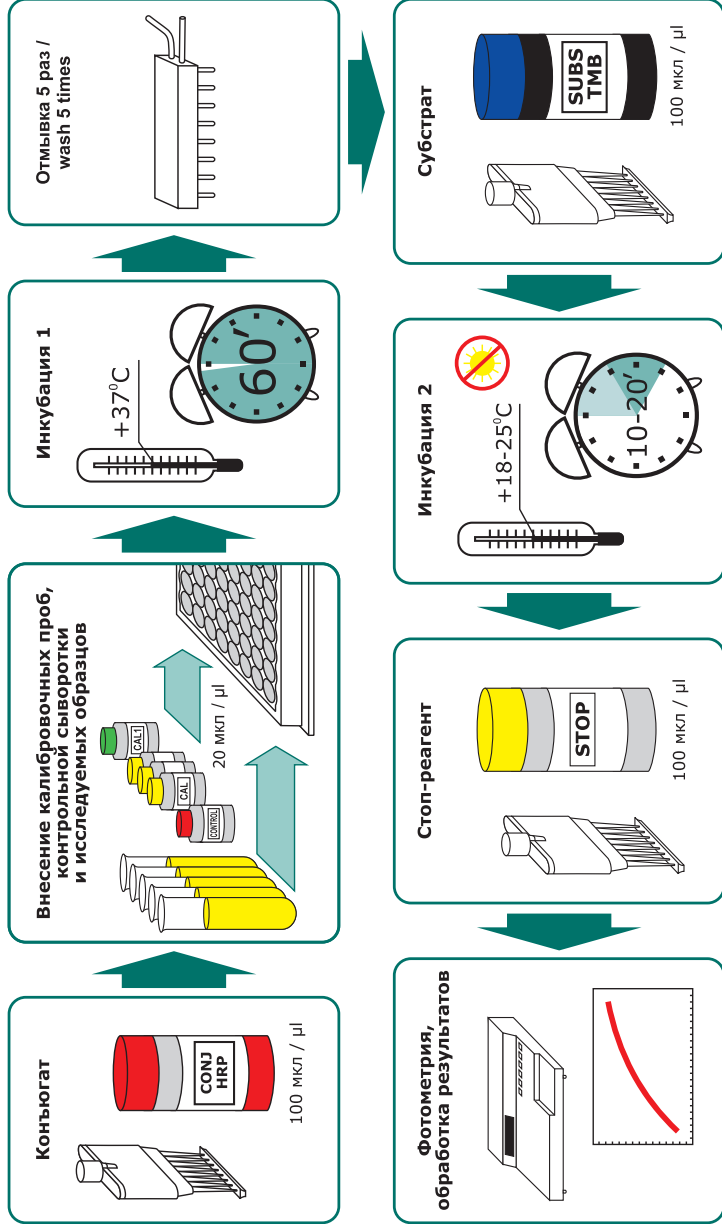 Конъюгат
CONJ
HRP
100 мкл / µl
Внесение калибровочных проб,
контрольной сыворотки
и исследуемых образцов
CAL1
CAL
CONTROL
20 мкл / µl
Инкубация 1
+37⁰C
60′
Отмывка 5 раз /
wash 5 times
Субстрат
SUBS
TMB
100 мкл / µl
Инкубация 2
+18-25⁰C
10-20′
Стоп-реагент
STOP
100 мкл / µl
Фотометрия,
обработка результатов